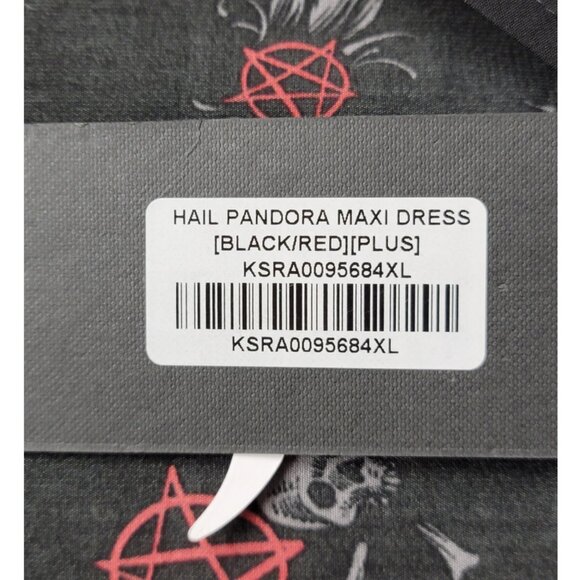 HAIL PANDORA MAXI DRESS
[BLACK/RED][PLUS]
KSRA0095684XL
KSRA0095684XL